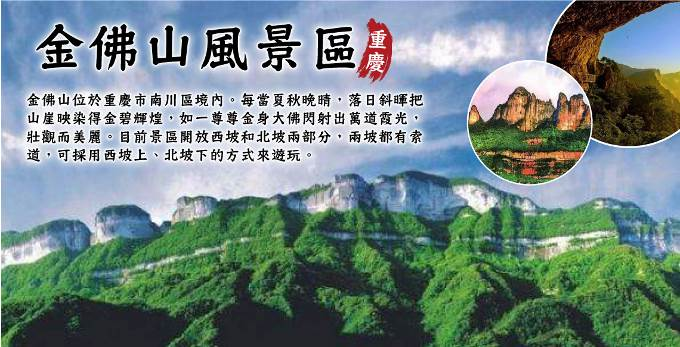 金佛山風景區
重慶
金佛山位於重慶市南川區境內。每當夏秋晚晴，落日斜暉把
山崖映染得金碧輝煌，如一尊尊金身大佛閃射出萬道霞光，
壯觀而美麗。目前景區開放西坡和北坡兩部分，兩坡都有索
道，可採用西坡上、北坡下的方式來遊玩。